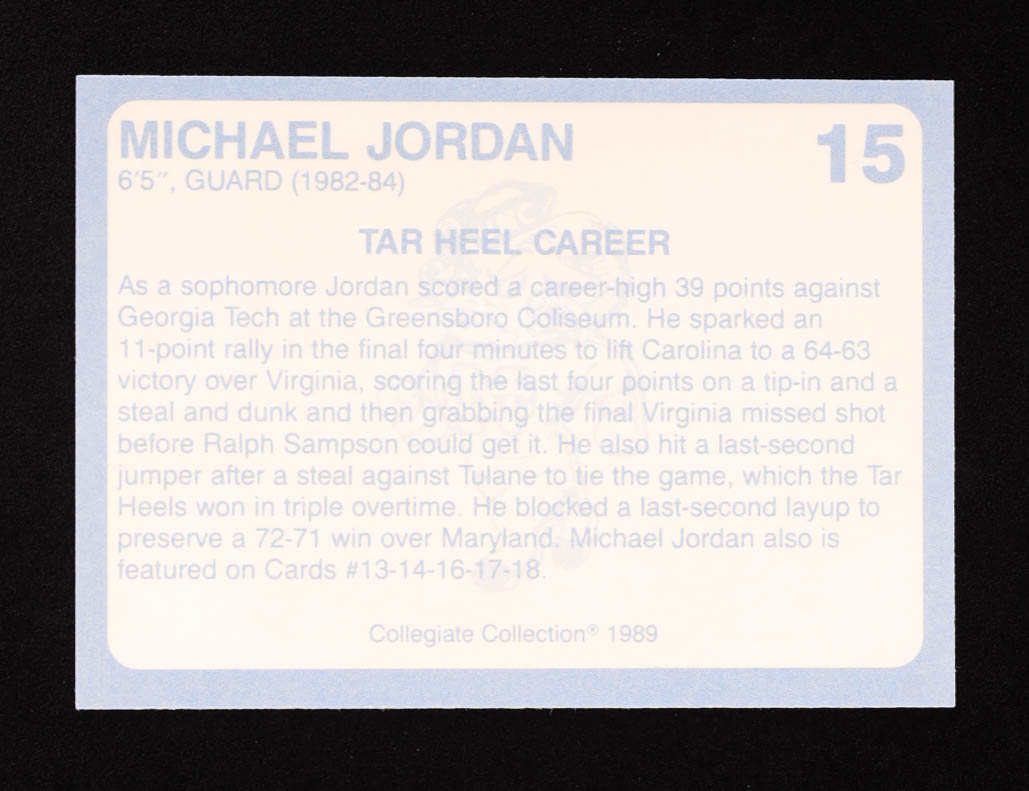 MICHAEL JORDAN 15
6'5", GUARD (1982-84)
TAR HEEL CAREER
As a sophomore Jordan scored a career-high 39 points against
Georgia Tech at the Greensboro Coliseum. He sparked an
11-point rally in the final four minutes to lift Carolina to a 64-63
victory over Virginia, scoring the last four points on a tip-in and a
steal and dunk and then grabbing the final Virginia missed shot
before Ralph Sampson could get it. He also hit a last-second
jumper after a steal against Tulane to tie the game, which the Tar
Heels won in triple overtime. He blocked a last-second layup to
preserve a 72-71 win over Maryland. Michael Jordan also is
featured on Cards #13-14-16-17-18.
Collegiate Collection® 1989